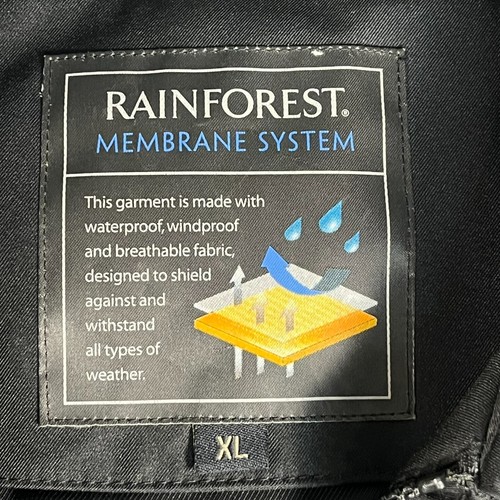 RAINFOREST®
MEMBRANE SYSTEM
This garment is made with
waterproof, windproof
and breathable fabric,
designed to shield
against and
withstand
all types of
weather.
XL